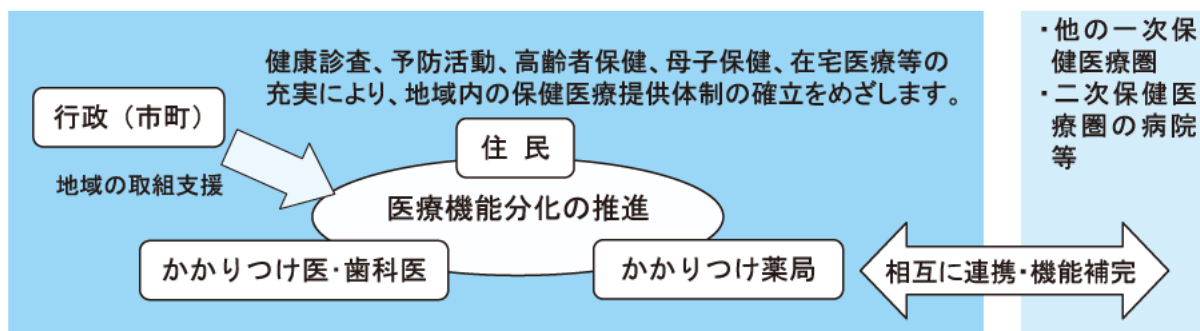 健康診査、予防活動、高齢者保健、母子保健、在宅医療等の
充実により、地域内の保健医療提供体制の確立をめざします。
行政（市町）
地域の取組支援
住 民
医療機能分化の推進
かかりつけ医・歯科医
かかりつけ薬局
相互に連携・機能補完
・他の一次保
健医療圏
・二次保健医
療圏の病院
等